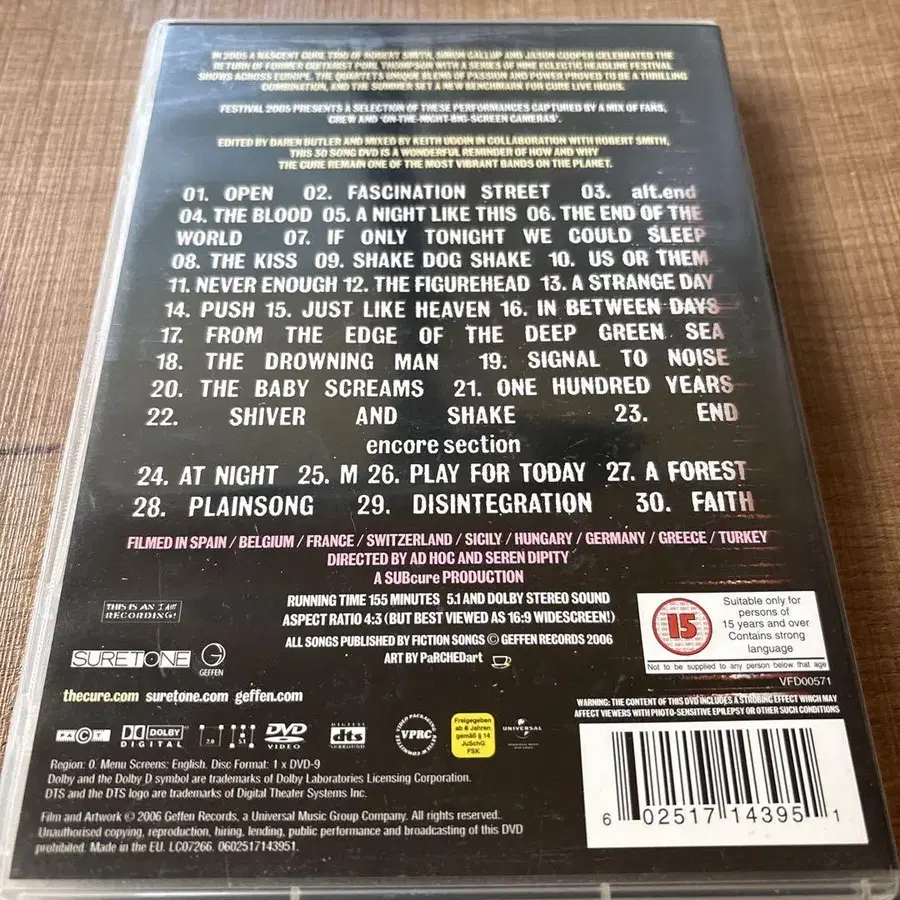 IN 2005 A NASCENT CURE TRIO OF ROBERT SMITH, SIMON GALLUP AND JASON COOPER CELEBRATED THE
RETURN OF FORMER GUITARIST PORL THOMPSON WITH A SERIES OF NINE ECLECTIC HEADLINE FESTIVAL
SHOWS ACROSS EUROPE. THE QUARTETS UNIQUE BLEND OF PASSION AND POWER PROVED TO BE A THRILLING
COMBINATION, AND THE SUMMER SET A NEW BENCHMARK FOR CURE LIVE HIGHS.
FESTIVAL 2005 PRESENTS A SELECTION OF THESE PERFORMANCES CAPTURED BY A MIX OF FANS,
CREW AND 'ON-THE-NIGHT-BIG-SCREEN CAMERAS'.
EDITED BY DAREN BUTLER AND MIXED BY KEITH UDDIN IN COLLABORATION WITH ROBERT SMITH,
THIS 30 SONG DVD IS A WONDERFUL REMINDER OF HOW AND WHY
THE CURE REMAIN ONE OF THE MOST VIBRANT BANDS ON THE PLANET.
01. OPEN 02. FASCINATION STREET 03. alt.end
04. THE BLOOD 05. A NIGHT LIKE THIS 06. THE END OF THE
WORLD 07. IF ONLY TONIGHT WE COULD SLEEP
08. THE KISS 09. SHAKE DOG SHAKE 10. US OR THEM
11. NEVER ENOUGH 12. THE FIGUREHEAD 13. A STRANGE DAY
14. PUSH 15. JUST LIKE HEAVEN 16. IN BETWEEN DAYS
17. FROM THE EDGE OF THE DEEP GREEN SEA
18. THE DROWNING MAN 19. SIGNAL TO NOISE
20. THE BABY SCREAMS 21. ONE HUNDRED YEARS
22. SHIVER AND SHAKE 23. END
encore section
24. AT NIGHT 25. M 26. PLAY FOR TODAY 27. A FOREST
28. PLAINSONG 29. DISINTEGRATION 30. FAITH
FILMED IN SPAIN / BELGIUM / FRANCE / SWITZERLAND / SICILY / HUNGARY / GERMANY / GREECE / TURKEY
DIRECTED BY AD HOC AND SEREN DIPITY
A SUBcure PRODUCTION
THIS IS AN I AM
RECORDING!
RUNNING TIME 155 MINUTES 5.1 AND DOLBY STEREO SOUND
ASPECT RATIO 4:3 (BUT BEST VIEWED AS 16:9 WIDESCREEN!)
ALL SONGS PUBLISHED BY FICTION SONGS © GEFFEN RECORDS 2006
ART BY PaRCHEDart
15
Suitable only for
persons of
15 years and over
Contains strong
language
Not to be supplied to any person below that age
VFD00571
SURETONE
GEFFEN
thecure.com suretone.com geffen.com
WARNING: THE CONTENT OF THIS DVD INCLUDES A STROBING EFFECT WHICH MAY
AFFECT VIEWERS WITH PHOTO-SENSITIVE EPILEPSY OR OTHER SUCH CONDITIONS
DOLBY
DIGITAL
2.0
5.1
DVD
VIDEO
DIGITAL
dts
SURROUND
VIDEO PACKAGING REVIEW COMMITTEE
VPRC
Freigegeben
ab 6 Jahren
gemäß § 14
JuSchG
FSK
UNIVERSAL
Region: 0. Menu Screens: English. Disc Format: 1 x DVD-9
Dolby and the Dolby D symbol are trademarks of Dolby Laboratories Licensing Corporation.
DTS and the DTS logo are trademarks of Digital Theater Systems Inc.
Film and Artwork © 2006 Geffen Records, a Universal Music Group Company. All rights reserved.
Unauthorised copying, reproduction, hiring, lending, public performance and broadcasting of this DVD
prohibited. Made in the EU. LC07266. 0602517143951.
6 02517 14395 1